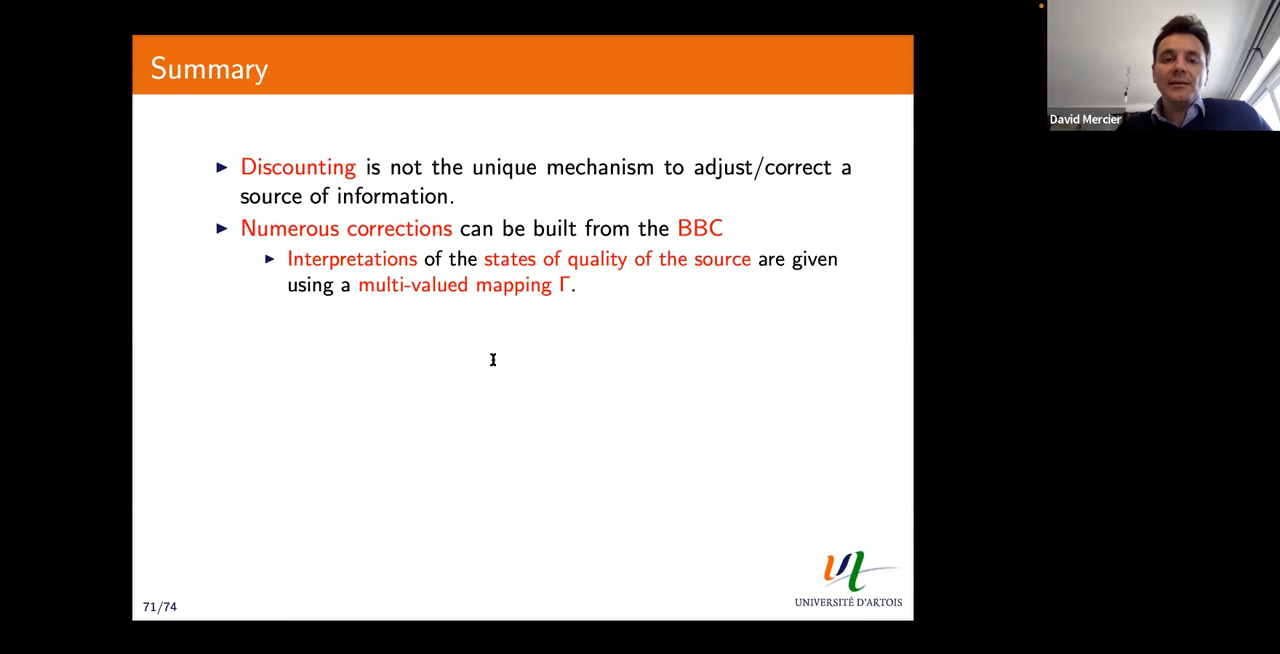 Summary
David Mercier
▶ Discounting is not the unique mechanism to adjust/correct a
source of information.
▶ Numerous corrections can be built from the BBC
▶ Interpretations of the states of quality of the source are given
using a multi-valued mapping Γ.
71/74
UNIVERSITÉ D'ARTOIS